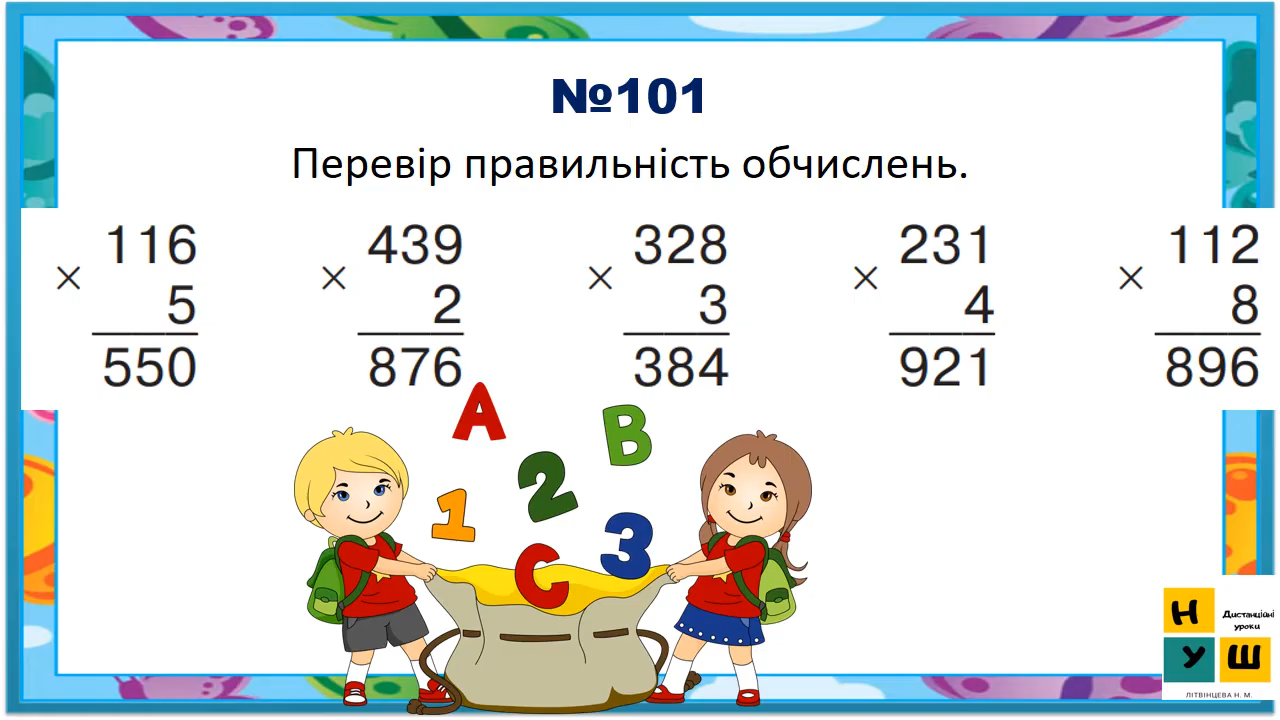 №101
Перевір правильність обчислень.
116 439 328 231 112
× × × × ×
5 2 3 4 8
550 876 384 921 896
A
B
2
1
3
C
Н
Дистанційні
уроки
У Ш
ЛІТВІНЦЕВА Н. М.